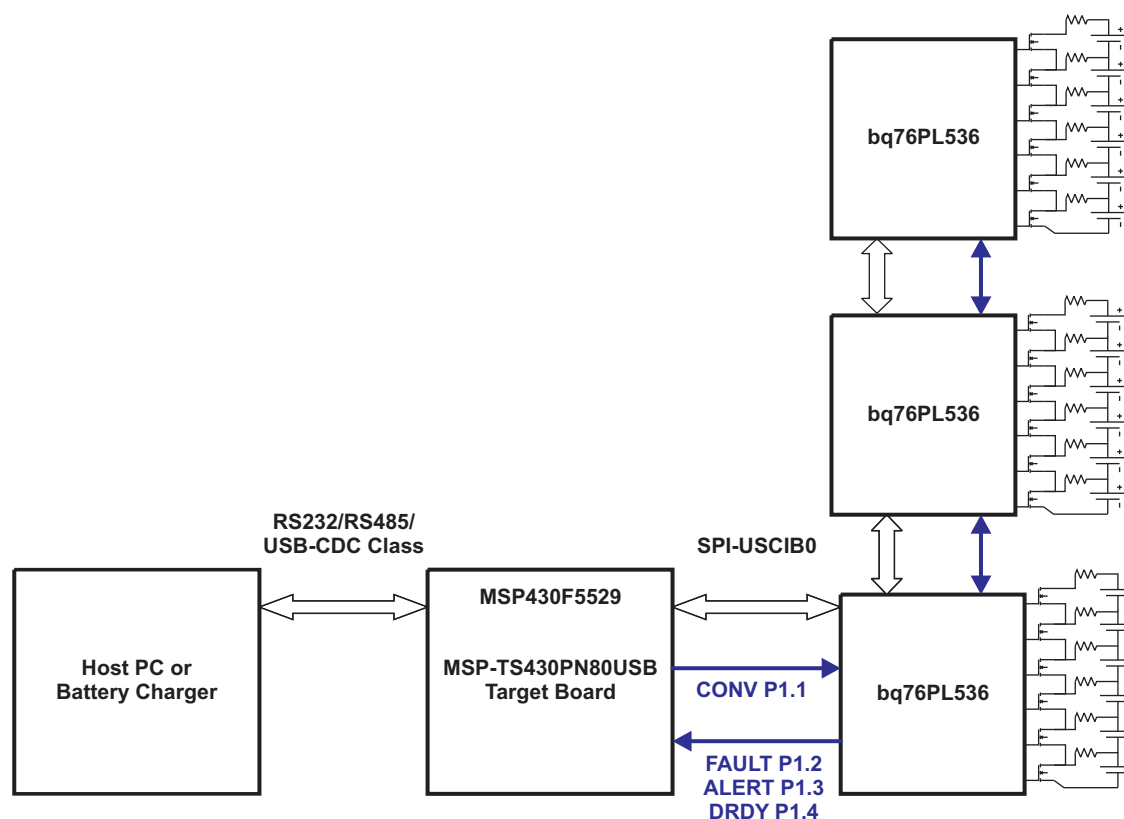 bq76PL536
bq76PL536
RS232/RS485/
USB-CDC Class
SPI-USCIB0
Host PC or
Battery Charger
MSP430F5529
MSP-TS430PN80USB
Target Board
CONV P1.1
FAULT P1.2
ALERT P1.3
DRDY P1.4
bq76PL536